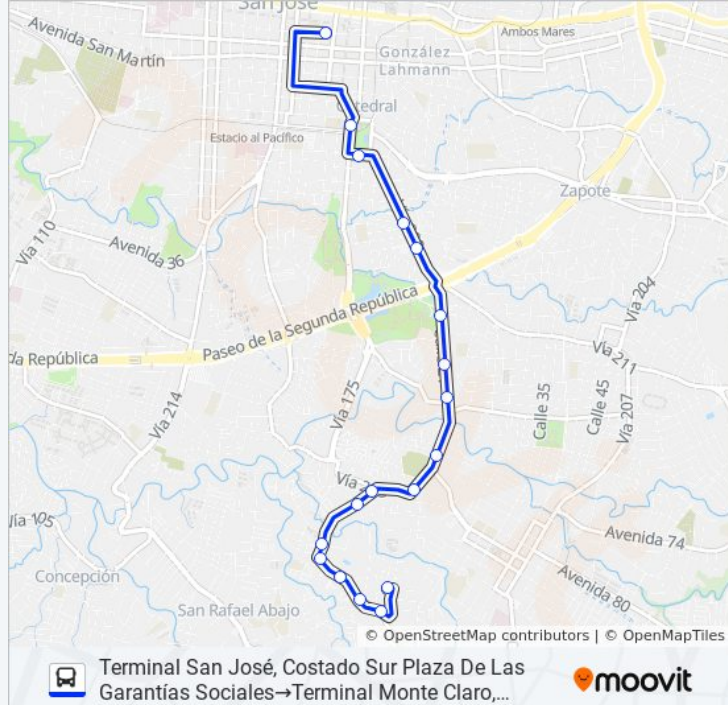 San José
Avenida San Martín
Ambos Mares
González
Lahmann
Catedral
Estacio al Pacífico
Zapote
Vía 110
Avenida 36
Vía 204
Paseo de la Segunda República
da República
Vía 211
Vía 214
Vía 175
Calle 35
Calle 45
Vía 207
Vía 105
Avenida 74
Concepción
Avenida 80
San Rafael Abajo
© OpenStreetMap contributors | © OpenMapTiles
Terminal San José, Costado Sur Plaza De Las
Garantías Sociales→Terminal Monte Claro,…
moovit